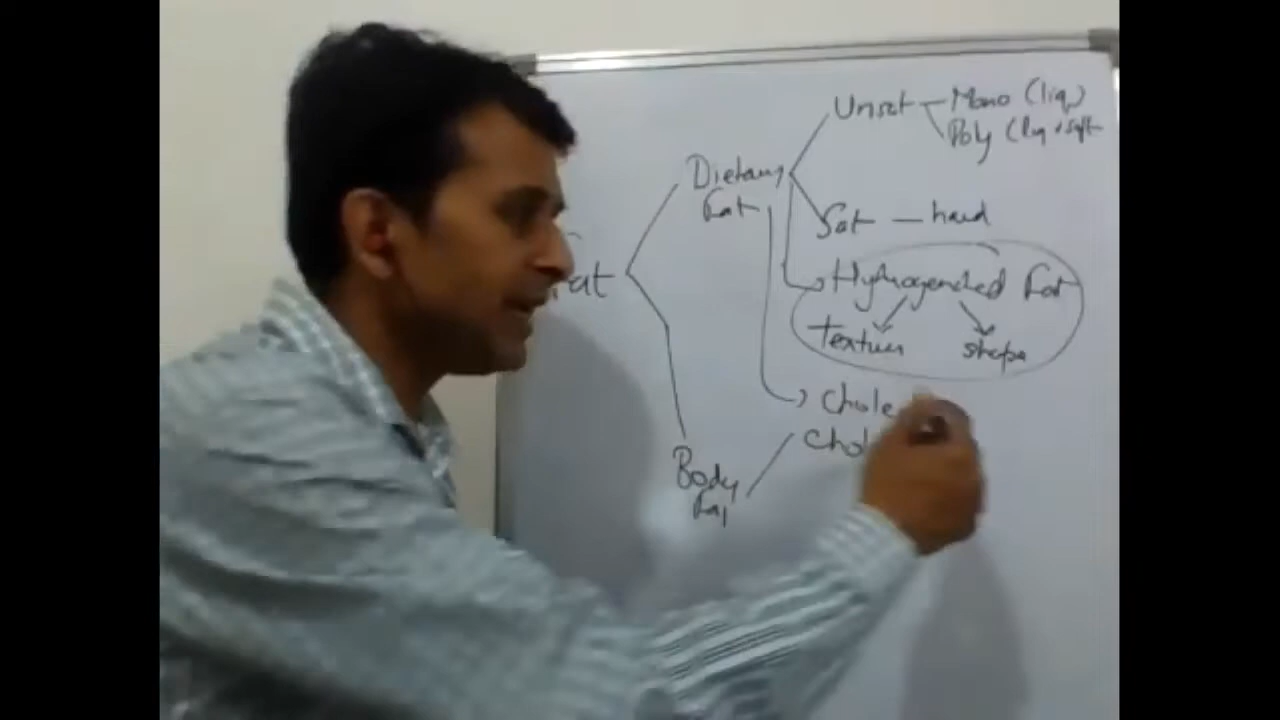 Unsat Mono (liq)
Poly (liq + soft
Dietary
Fat
Sat — hard
Fat
Hydrogenated Fat
Texture
shape
Chole
Chol
Body
Fat